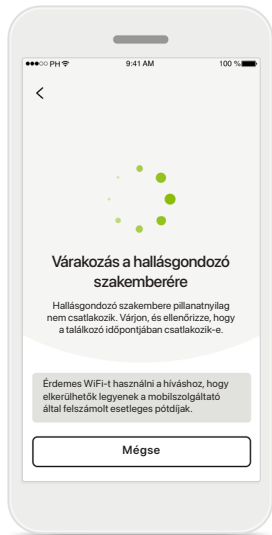 ●●●○○ PH 9:41 AM 100 %
Várakozás a hallásgondozó
szakemberére
Hallásgondozó szakembere pillanatnyilag
nem csatlakozik. Várjon, és ellenőrizze, hogy
a találkozó időpontjában csatlakozik-e.
Érdemes WiFi-t használni a híváshoz, hogy
elkerülhetők legyenek a mobilszolgáltató
által felszámolt esetleges pótdíjak.
Mégse